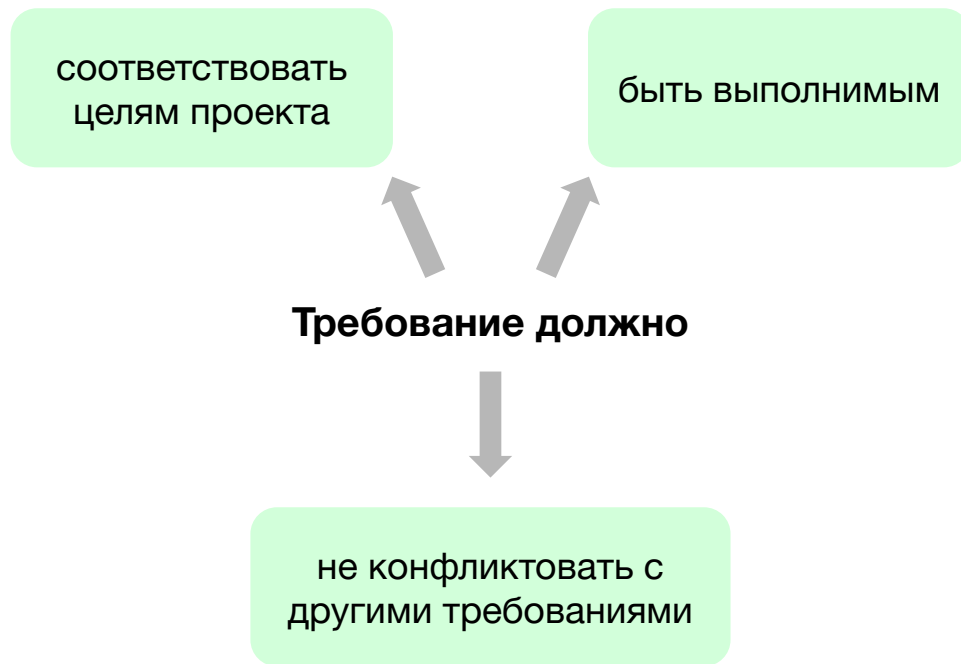 соответствовать
целям проекта
быть выполнимым
Требование должно
не конфликтовать с
другими требованиями